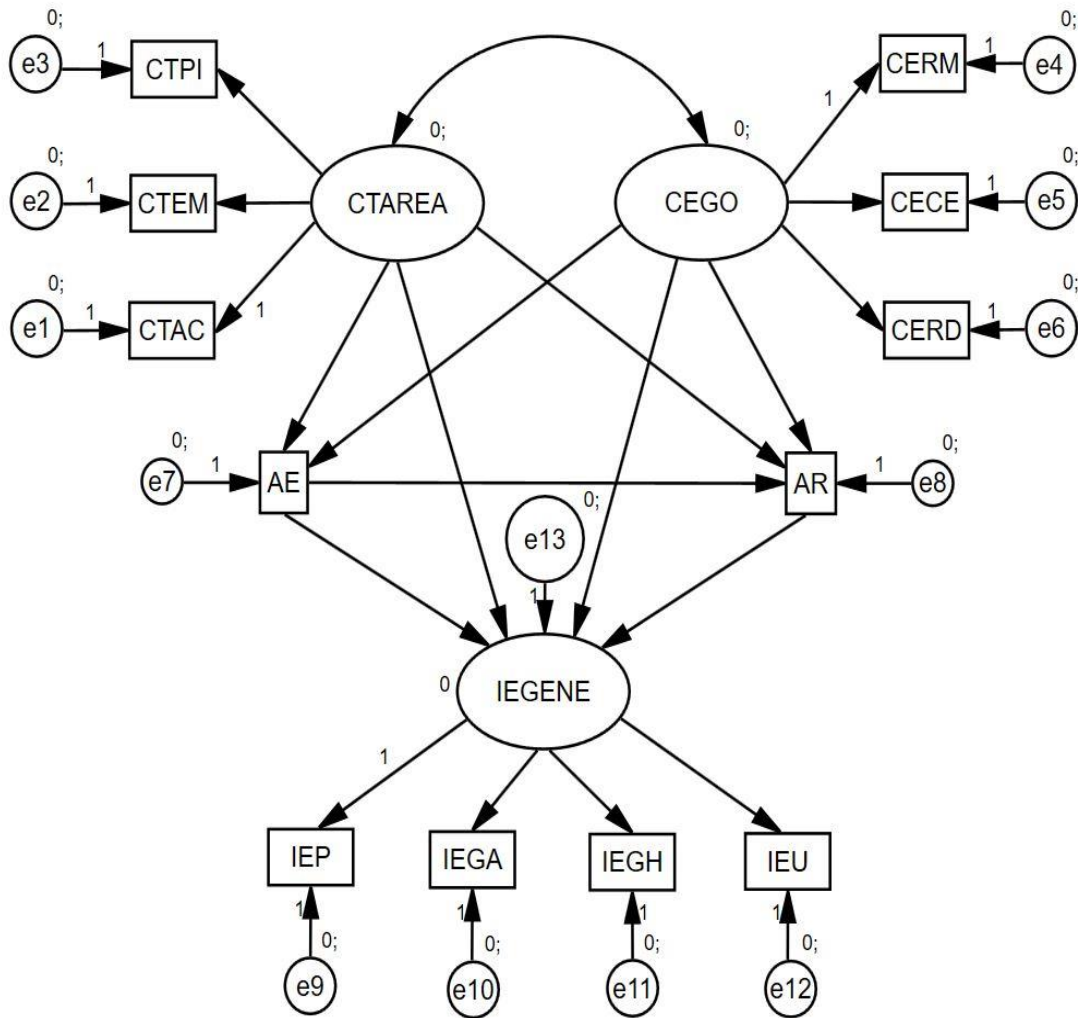 0;
e3
1
CTPI
CERM
1
0;
e4
0;
e2
1
CTEM
0;
CTAREA
0;
CEGO
1
CECE
1
0;
e5
0;
e1
1
CTAC
1
CERD
1
0;
e6
0;
e7
1
AE
AR
1
0;
e8
0;
e13
1
0
IEGENE
1
IEP
IEGA
IEGH
IEU
1
1
1
1
0;
0;
0;
0;
e9
e10
e11
e12